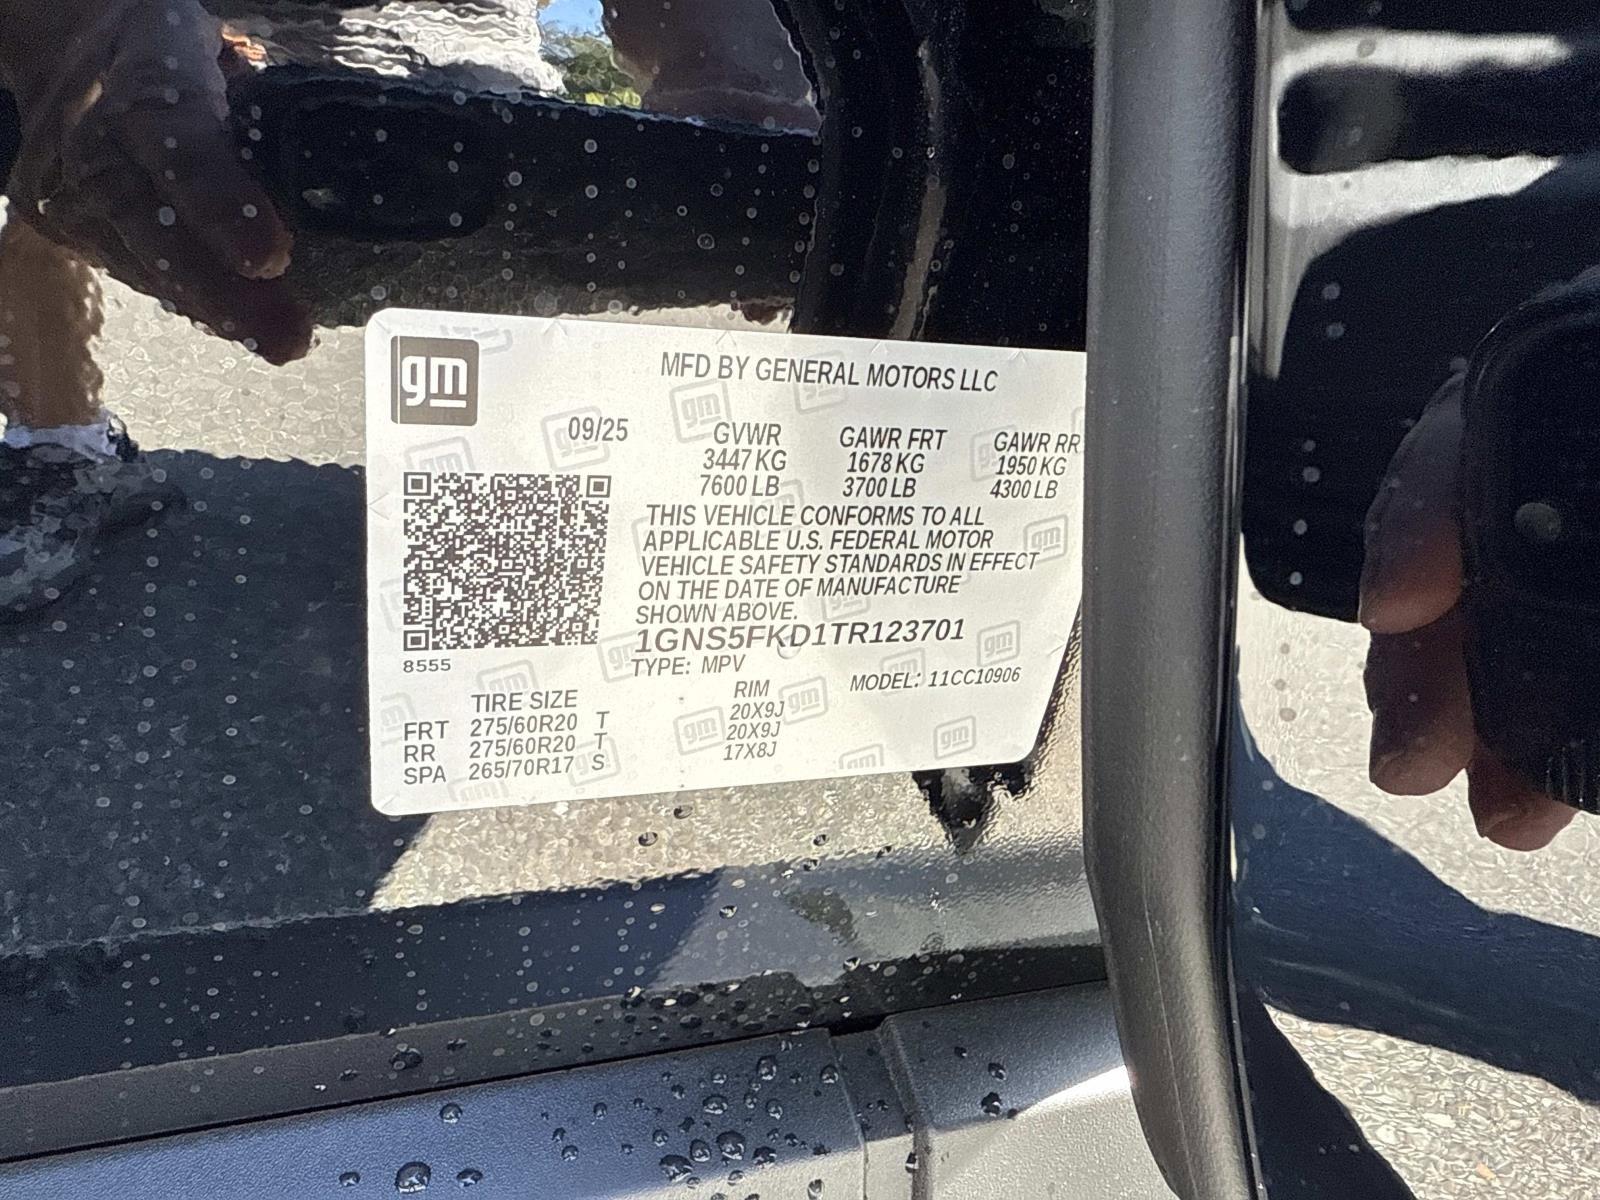 gm
MFD BY GENERAL MOTORS LLC
09/25 GVWR GAWR FRT GAWR RR
3447 KG 1678 KG 1950 KG
7600 LB 3700 LB 4300 LB
THIS VEHICLE CONFORMS TO ALL
APPLICABLE U.S. FEDERAL MOTOR
VEHICLE SAFETY STANDARDS IN EFFECT
ON THE DATE OF MANUFACTURE
SHOWN ABOVE.
1GNS5FKD1TR123701
8555 TYPE: MPV MODEL: 11CC10906
TIRE SIZE RIM
FRT 275/60R20 T 20X9J
RR 275/60R20 T 20X9J
SPA 265/70R17 S 17X8J